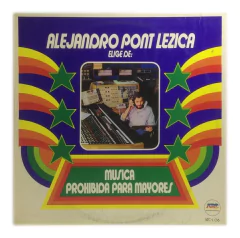 ALEJANDRO PONT LEZICA
ELIGE DE:
MUSICA
PROHIBIDA PARA MAYORES